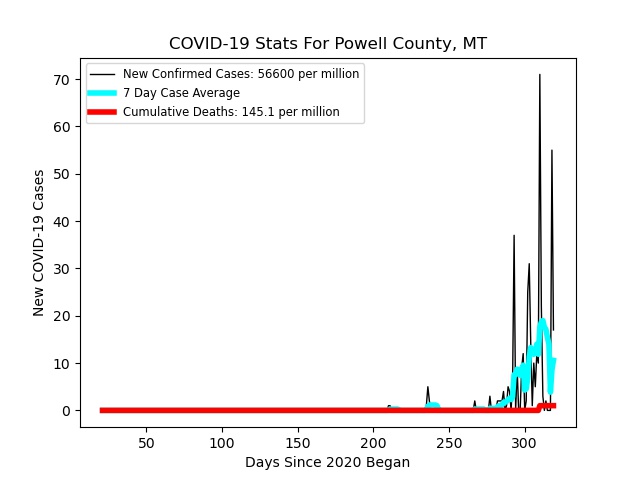 COVID-19 Stats For Powell County, MT
New Confirmed Cases: 56600 per million
7 Day Case Average
Cumulative Deaths: 145.1 per million
New COVID-19 Cases
70
60
50
40
30
20
10
0
50 100 150 200 250 300
Days Since 2020 Began